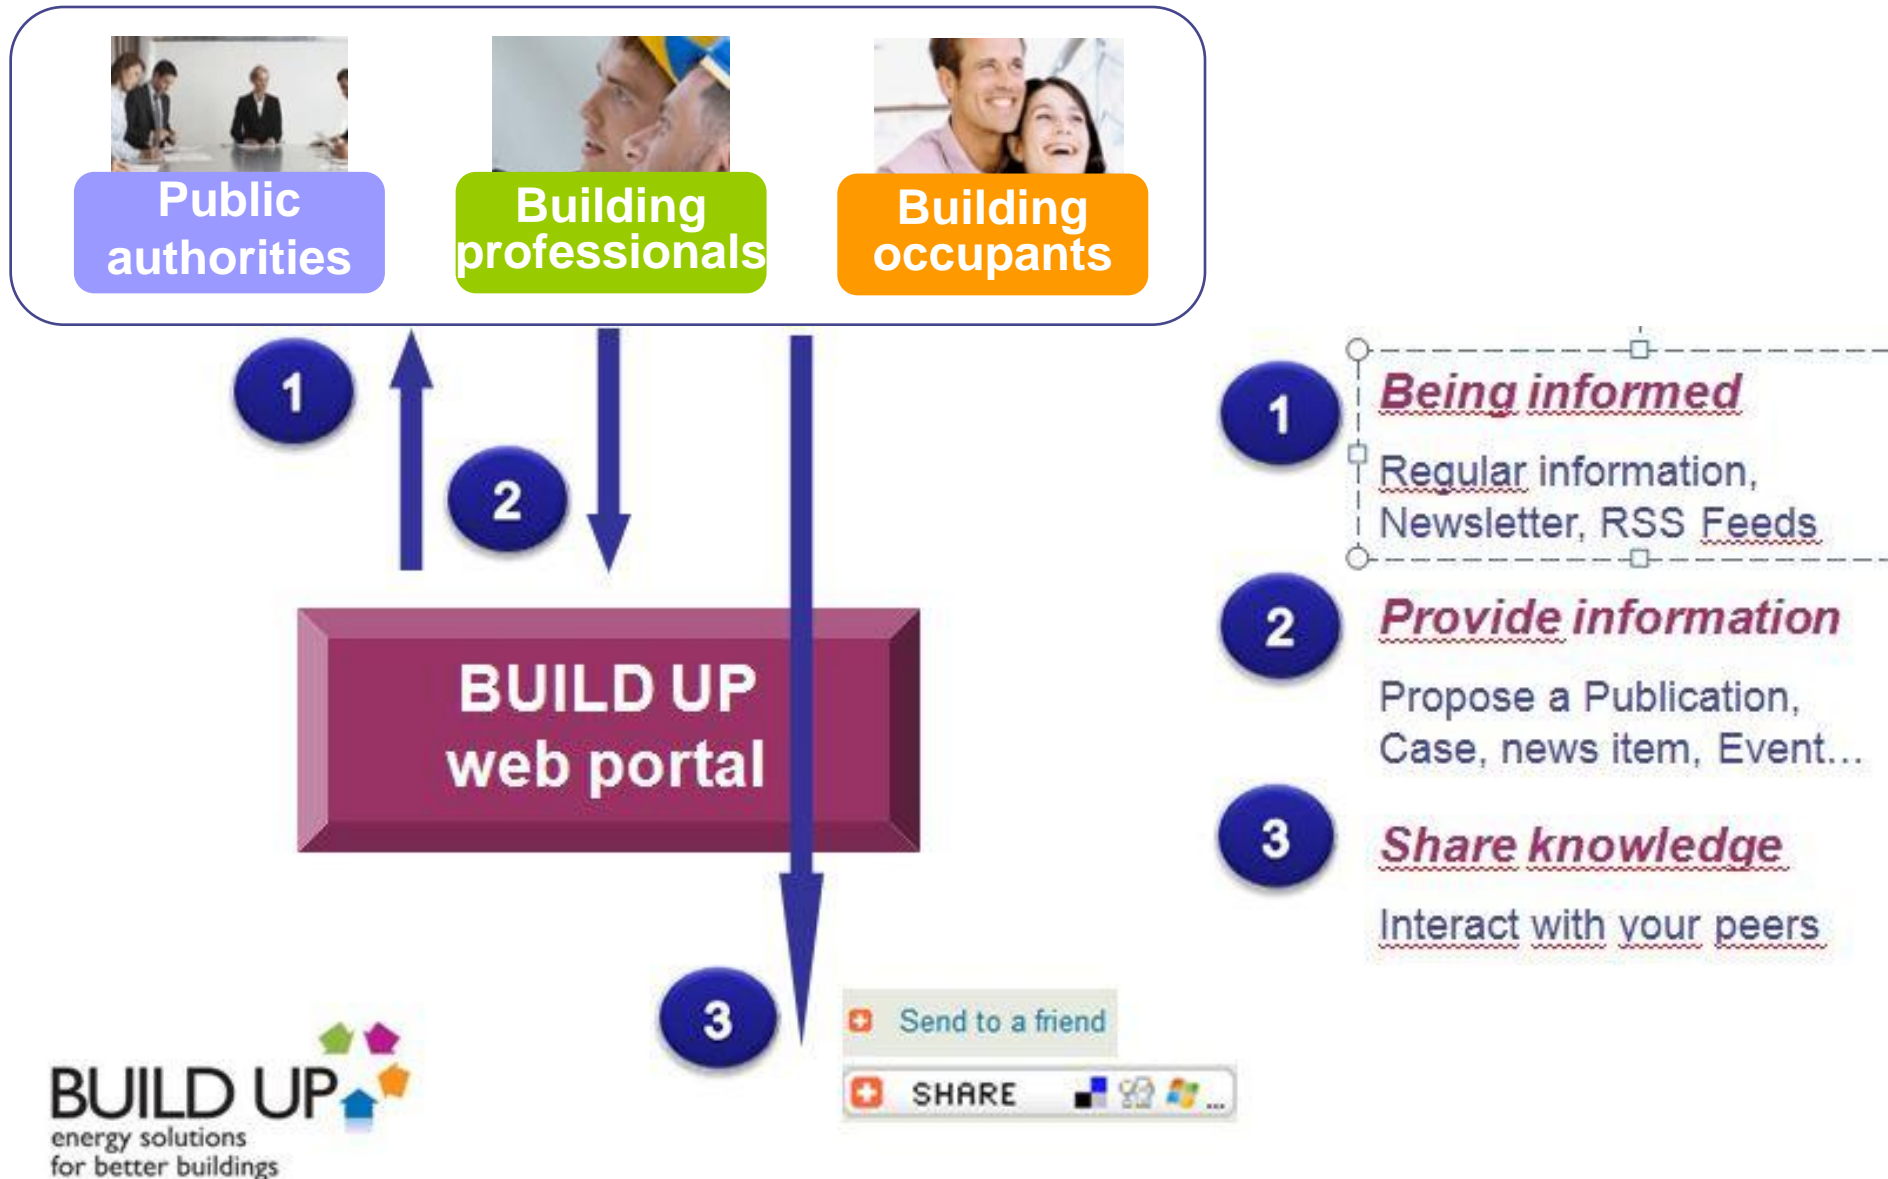 Public
authorities
Building
professionals
Building
occupants
1
2
BUILD UP
web portal
3
Send to a friend
SHARE
...
1
Being informed
Regular information,
Newsletter, RSS Feeds
2
Provide information
Propose a Publication,
Case, news item, Event...
3
Share knowledge
Interact with your peers
BUILD UP
energy solutions
for better buildings